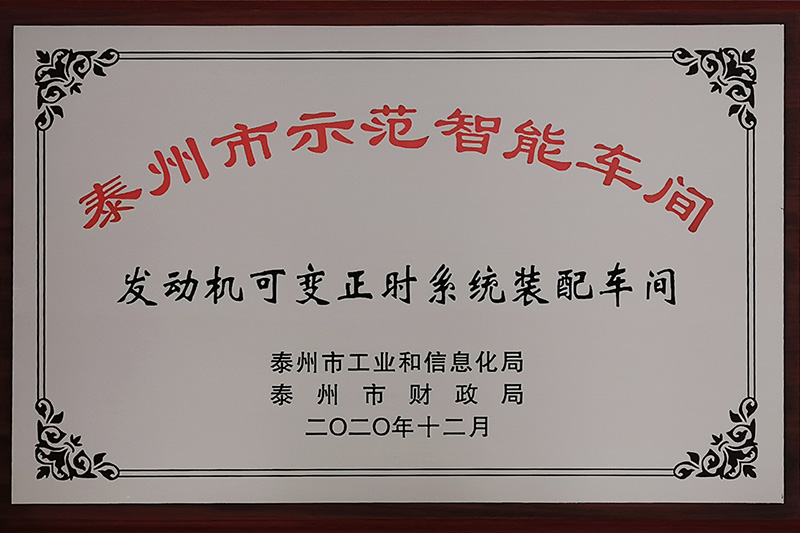 泰州市示范智能车间
发动机可变正时系统装配车间
泰州市工业和信息化局
泰州市财政局
二〇二〇年十二月